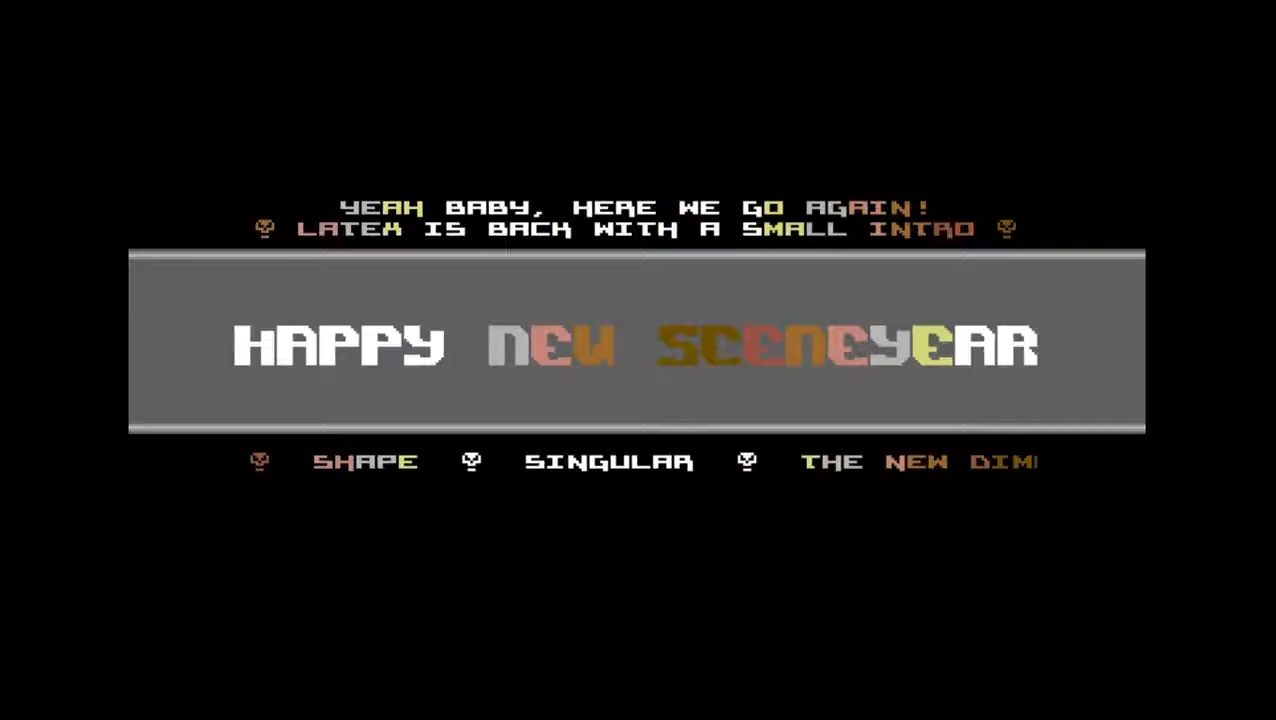 YEAH BABY, HERE WE GO AGAIN!
LATEX IS BACK WITH A SMALL INTRO
HAPPY NEW SCENEYEAR
SHAPE SINGULAR THE NEW DIM